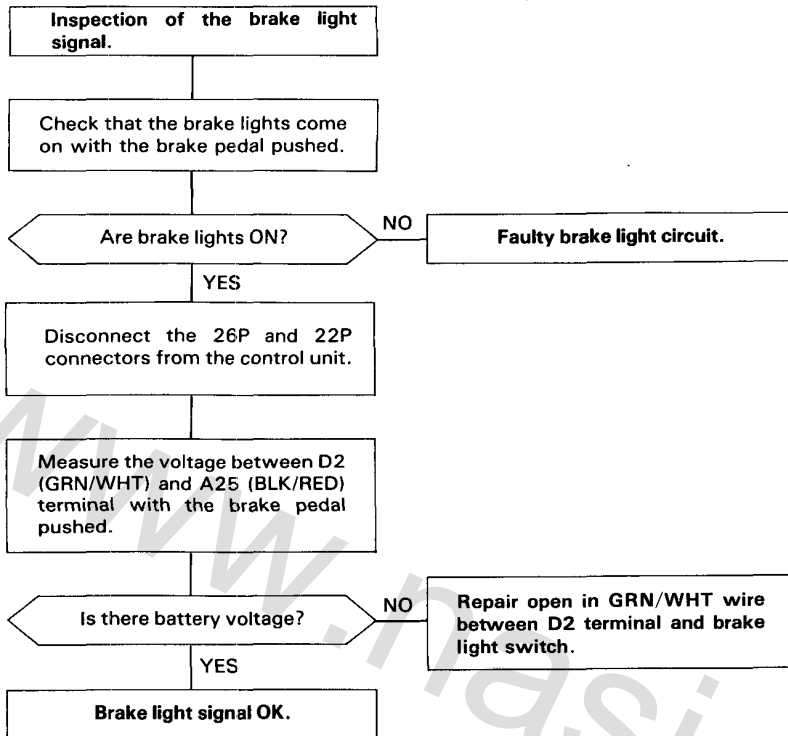 Inspection of the brake light
signal.
Check that the brake lights come
on with the brake pedal pushed.
Are brake lights ON?
NO
Faulty brake light circuit.
YES
Disconnect the 26P and 22P
connectors from the control unit.
Measure the voltage between D2
(GRN/WHT) and A25 (BLK/RED)
terminal with the brake pedal
pushed.
Is there battery voltage?
NO
Repair open in GRN/WHT wire
between D2 terminal and brake
light switch.
YES
Brake light signal OK.
www.nasi